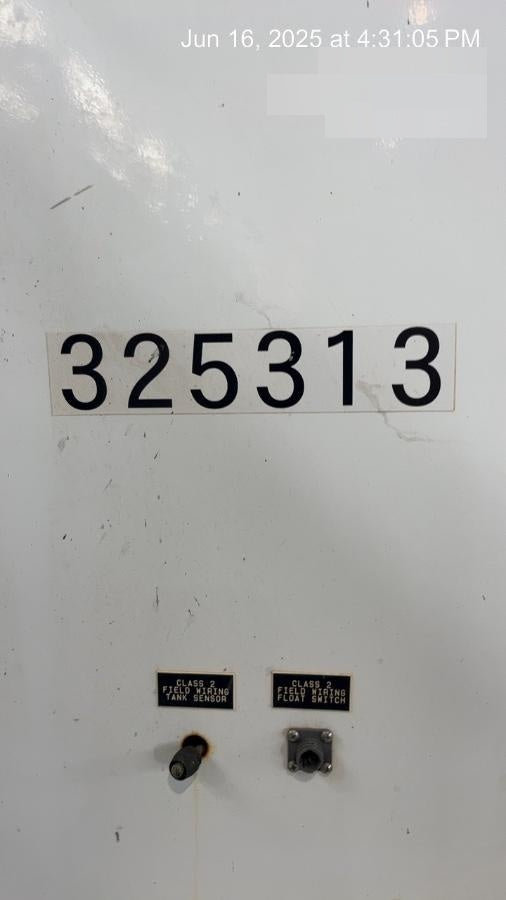 Jun 16, 2025 at 4:31:05 PM
325313
CLASS 2
FIELD WIRING
TANK SENSOR
CLASS 2
FIELD WIRING
FLOAT SWITCH